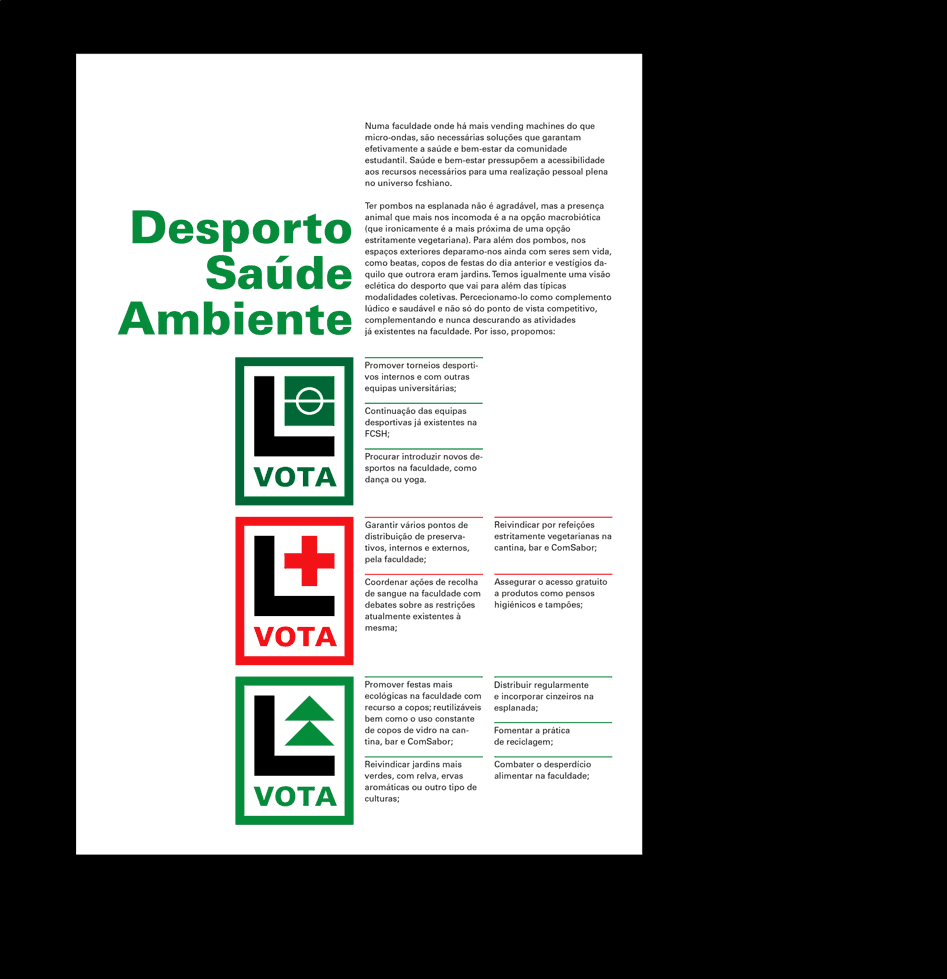 Numa faculdade onde há mais vending machines do que
micro-ondas, são necessárias soluções que garantam
efetivamente a saúde e bem-estar da comunidade
estudantil. Saúde e bem-estar pressupõem a acessibilidade
aos recursos necessários para uma realização pessoal plena
no universo fcshiano.
Ter pombos na esplanada não é agradável, mas a presença
animal que mais nos incomoda é a na opção macrobiótica
(que ironicamente é a mais próxima de uma opção
estritamente vegetariana). Para além dos pombos, nos
espaços exteriores deparamo-nos ainda com seres sem vida,
como beatas, copos de festas do dia anterior e vestígios da-
quilo que outrora eram jardins. Temos igualmente uma visão
eclética do desporto que vai para além das típicas
modalidades coletivas. Percecionamo-lo como complemento
lúdico e saudável e não só do ponto de vista competitivo,
complementando e nunca descurando as atividades
já existentes na faculdade. Por isso, propomos:
Desporto
Saúde
Ambiente
L
VOTA
Promover torneios desporti-
vos internos e com outras
equipas universitárias;
Continuação das equipas
desportivas já existentes na
FCSH;
Procurar introduzir novos de-
sportos na faculdade, como
dança ou yoga.
L
VOTA
Garantir vários pontos de
distribuição de preserva-
tivos, internos e externos,
pela faculdade;
Coordenar ações de recolha
de sangue na faculdade com
debates sobre as restrições
atualmente existentes à
mesma;
Reivindicar por refeições
estritamente vegetarianas na
cantina, bar e ComSabor;
Assegurar o acesso gratuito
a produtos como pensos
higiénicos e tampões;
L
VOTA
Promover festas mais
ecológicas na faculdade com
recurso a copos; reutilizáveis
bem como o uso constante
de copos de vidro na can-
tina, bar e ComSabor;
Reivindicar jardins mais
verdes, com relva, ervas
aromáticas ou outro tipo de
culturas;
Distribuir regularmente
e incorporar cinzeiros na
esplanada;
Fomentar a prática
de reciclagem;
Combater o desperdício
alimentar na faculdade;